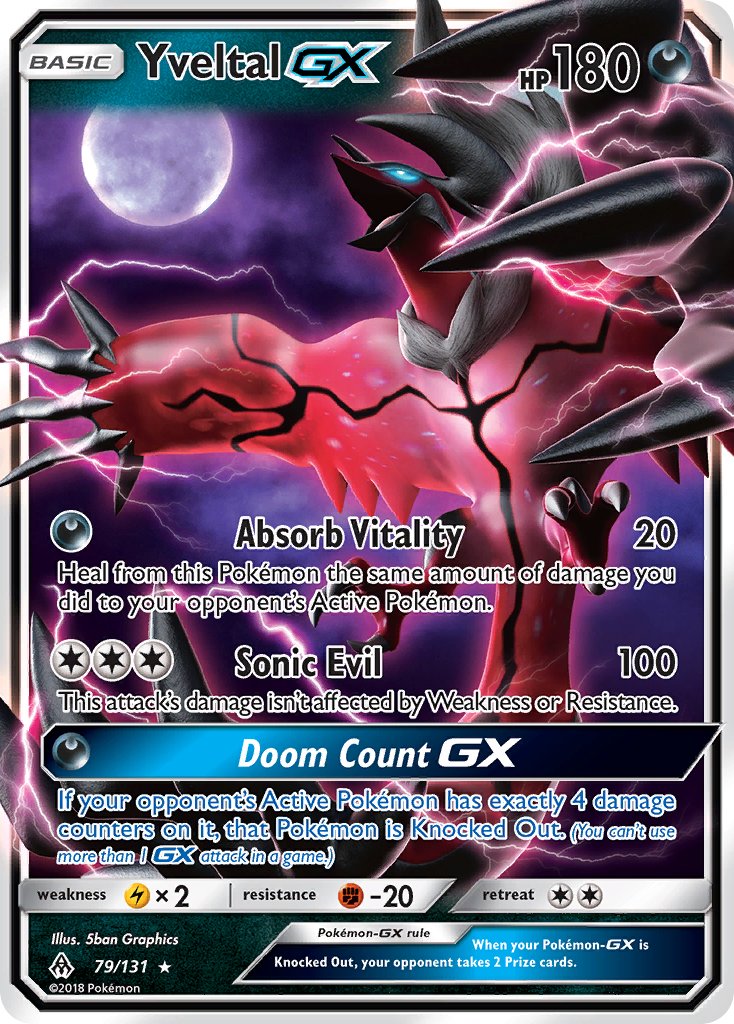 BASIC Yveltal GX HP 180
Absorb Vitality 20
Heal from this Pokémon the same amount of damage you
did to your opponent's Active Pokémon.
Sonic Evil 100
This attack's damage isn't affected by Weakness or Resistance.
Doom Count GX
If your opponent's Active Pokémon has exactly 4 damage
counters on it, that Pokémon is Knocked Out. (You can't use
more than 1 GX attack in a game.)
weakness ×2 resistance -20 retreat
Illus. 5ban Graphics
79/131 ★
©2018 Pokémon
Pokémon-GX rule
When your Pokémon-GX is
Knocked Out, your opponent takes 2 Prize cards.